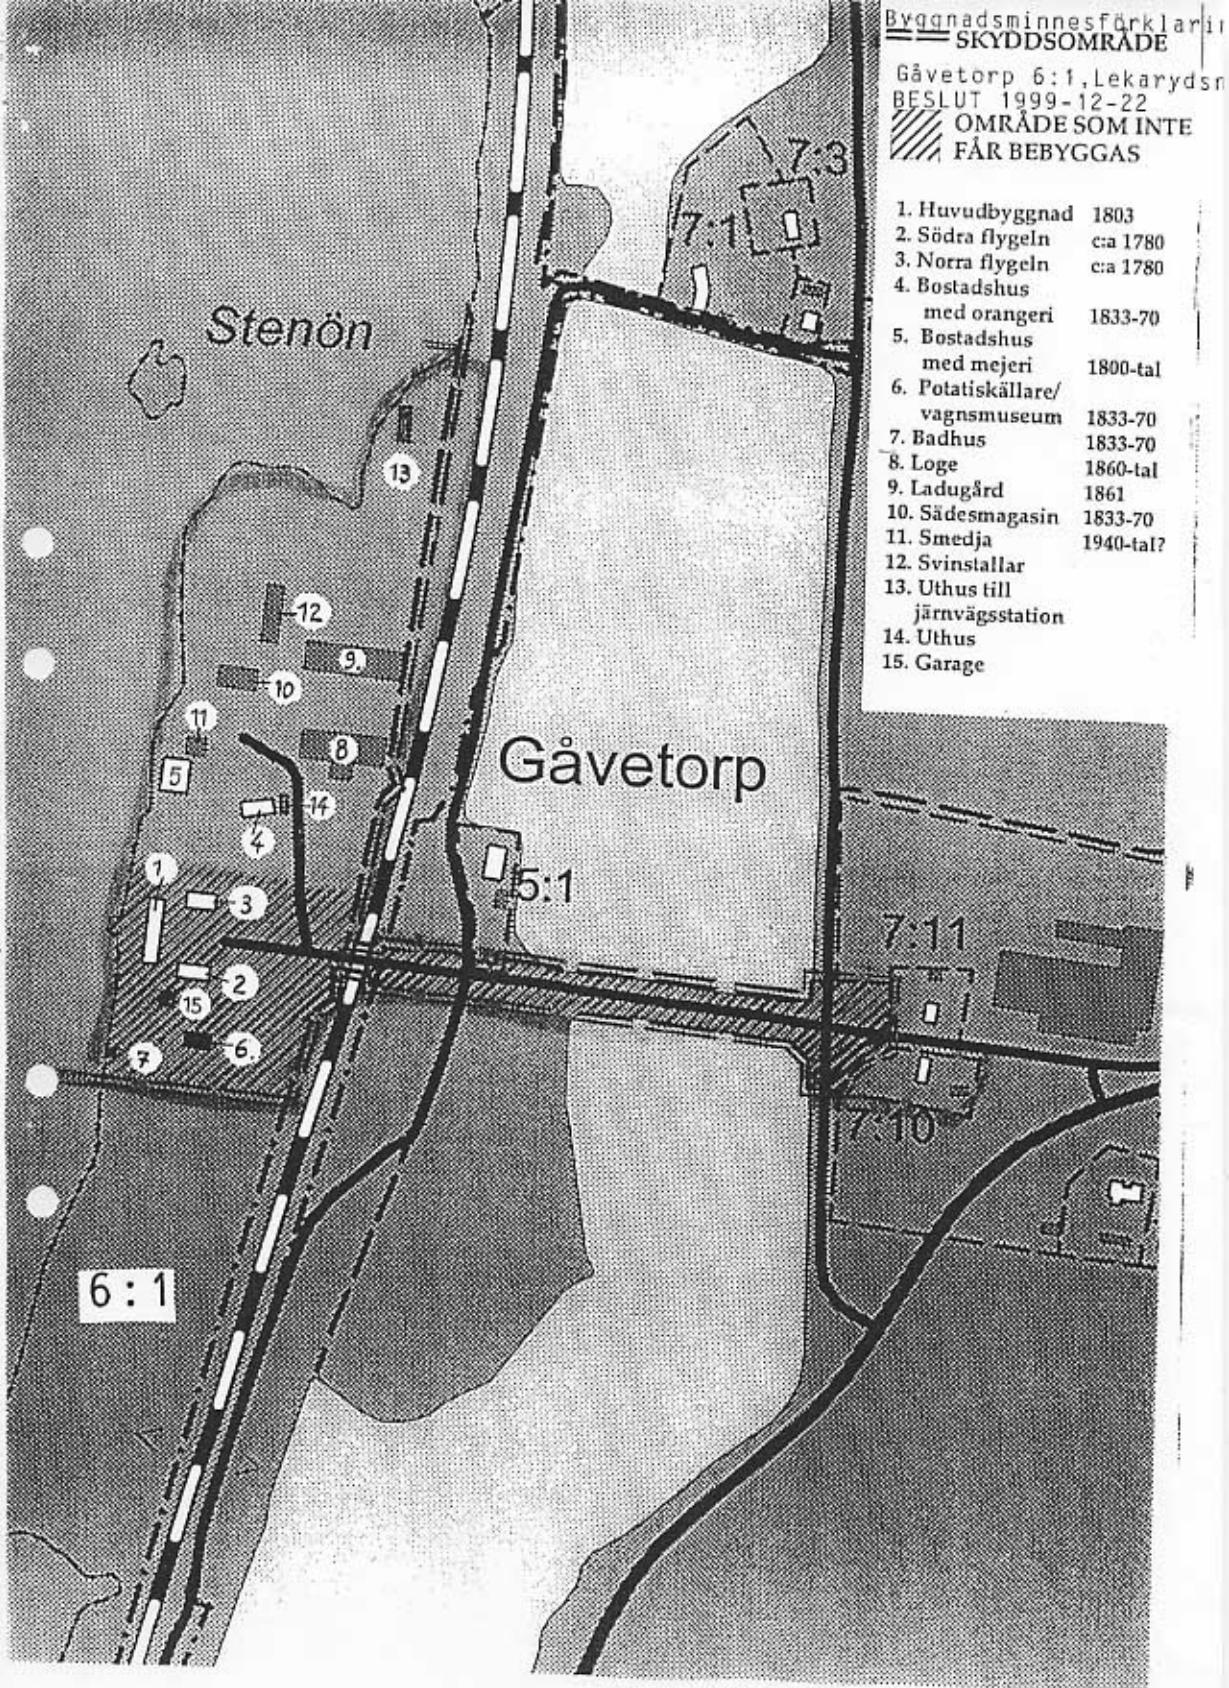 Byggnadsminnesförklari
SKYDDSOMRÅDE
Gåvetorp 6:1, Lekaryds
BESLUT 1999-12-22
OMRÅDE SOM INTE
FÅR BEBYGGAS
1. Huvudbyggnad 1803
2. Södra flygeln c:a 1780
3. Norra flygeln c:a 1780
4. Bostadshus
med orangeri 1833-70
5. Bostadshus
med mejeri 1800-tal
6. Potatiskällare/
vagnsmuseum 1833-70
7. Badhus 1833-70
8. Loge 1860-tal
9. Ladugård 1861
10. Sädesmagasin 1833-70
11. Smedja 1940-tal?
12. Svinstallar
13. Uthus till
järnvägsstation
14. Uthus
15. Garage
7:3
7:1
Stenön
13
12
9.
10
11
8
5
14
4
Gåvetorp
1
3
5:1
7:11
2
15
6.
7
7:10
6:1